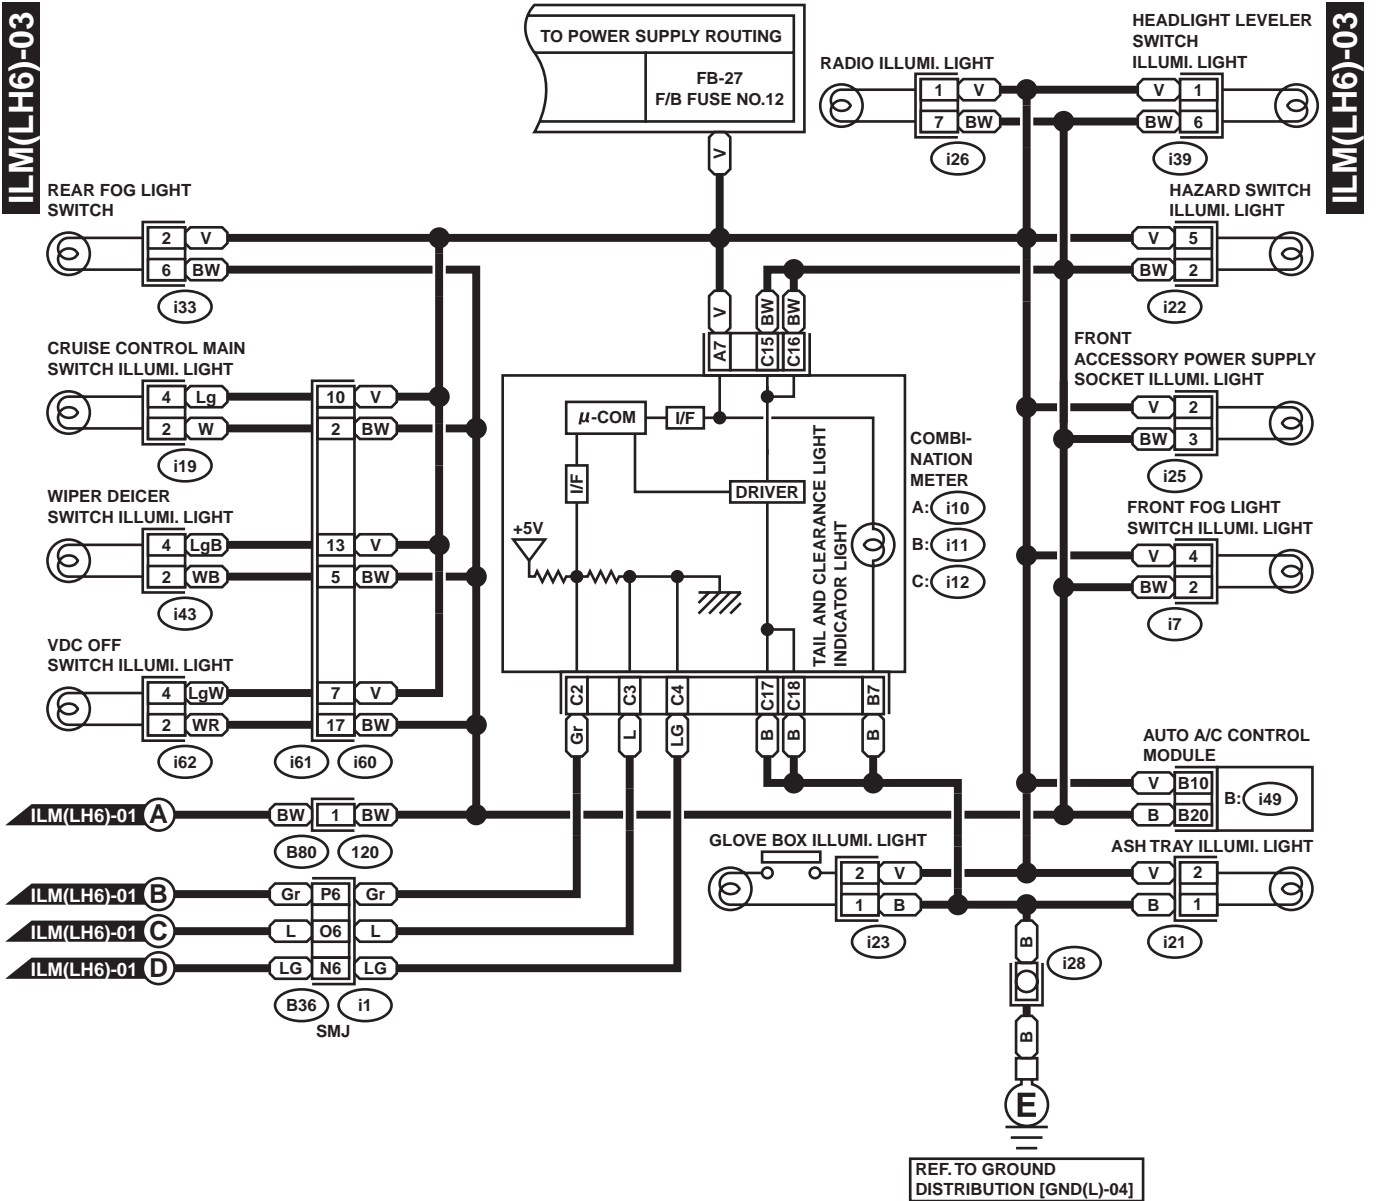 ILM(LH6)-03
ILM(LH6)-03
TO POWER SUPPLY ROUTING
FB-27
F/B FUSE NO.12
V
RADIO ILLUMI. LIGHT
1 V
7 BW
i26
HEADLIGHT LEVELER
SWITCH
ILLUMI. LIGHT
V 1
BW 6
i39
REAR FOG LIGHT
SWITCH
2 V
6 BW
i33
HAZARD SWITCH
ILLUMI. LIGHT
V 5
BW 2
i22
V BW BW
A7 C15 C16
CRUISE CONTROL MAIN
SWITCH ILLUMI. LIGHT
4 Lg
2 W
i19
10 V
2 BW
FRONT
ACCESSORY POWER SUPPLY
SOCKET ILLUMI. LIGHT
V 2
BW 3
i25
µ-COM
I/F
I/F
DRIVER
+5V
TAIL AND CLEARANCE LIGHT
INDICATOR LIGHT
COMBI-
NATION
METER
A: i10
B: i11
C: i12
WIPER DEICER
SWITCH ILLUMI. LIGHT
4 LgB
2 WB
i43
13 V
5 BW
FRONT FOG LIGHT
SWITCH ILLUMI. LIGHT
V 4
BW 2
i7
VDC OFF
SWITCH ILLUMI. LIGHT
4 LgW
2 WR
i62
7 V
17 BW
i61 i60
C2 C3 C4 C17 C18 B7
Gr L LG B B B
AUTO A/C CONTROL
MODULE
V B10
B B20
B: i49
ILM(LH6)-01 A
BW 1 BW
B80 120
GLOVE BOX ILLUMI. LIGHT
2 V
1 B
i23
ASH TRAY ILLUMI. LIGHT
V 2
B 1
i21
ILM(LH6)-01 B
Gr P6 Gr
ILM(LH6)-01 C
L O6 L
ILM(LH6)-01 D
LG N6 LG
B36 i1
SMJ
B
i28
B
E
REF. TO GROUND
DISTRIBUTION [GND(L)-04]